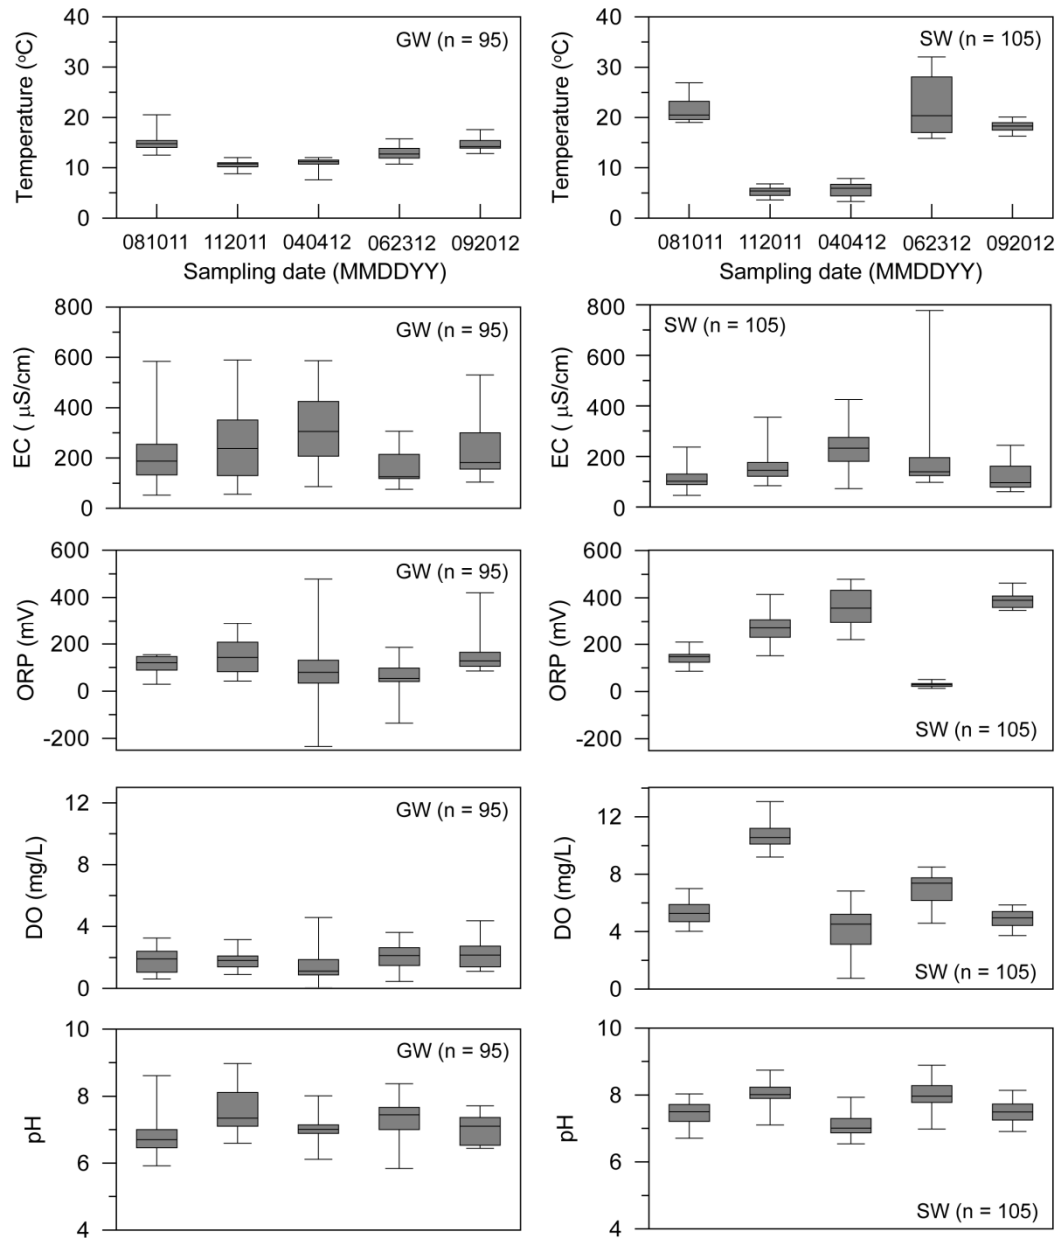 40
30
20
10
0
Temperature (°C)
GW (n = 95)
081011 112011 040412 062312 092012
Sampling date (MMDDYY)
40
30
20
10
0
Temperature (°C)
SW (n = 105)
081011 112011 040412 062312 092012
Sampling date (MMDDYY)
800
600
400
200
0
EC ( μS/cm)
GW (n = 95)
800
600
400
200
0
EC ( μS/cm)
SW (n = 105)
600
400
200
0
-200
ORP (mV)
GW (n = 95)
600
400
200
0
-200
ORP (mV)
SW (n = 105)
12
8
4
0
DO (mg/L)
GW (n = 95)
12
8
4
0
DO (mg/L)
SW (n = 105)
10
8
6
4
pH
GW (n = 95)
10
8
6
4
pH
SW (n = 105)